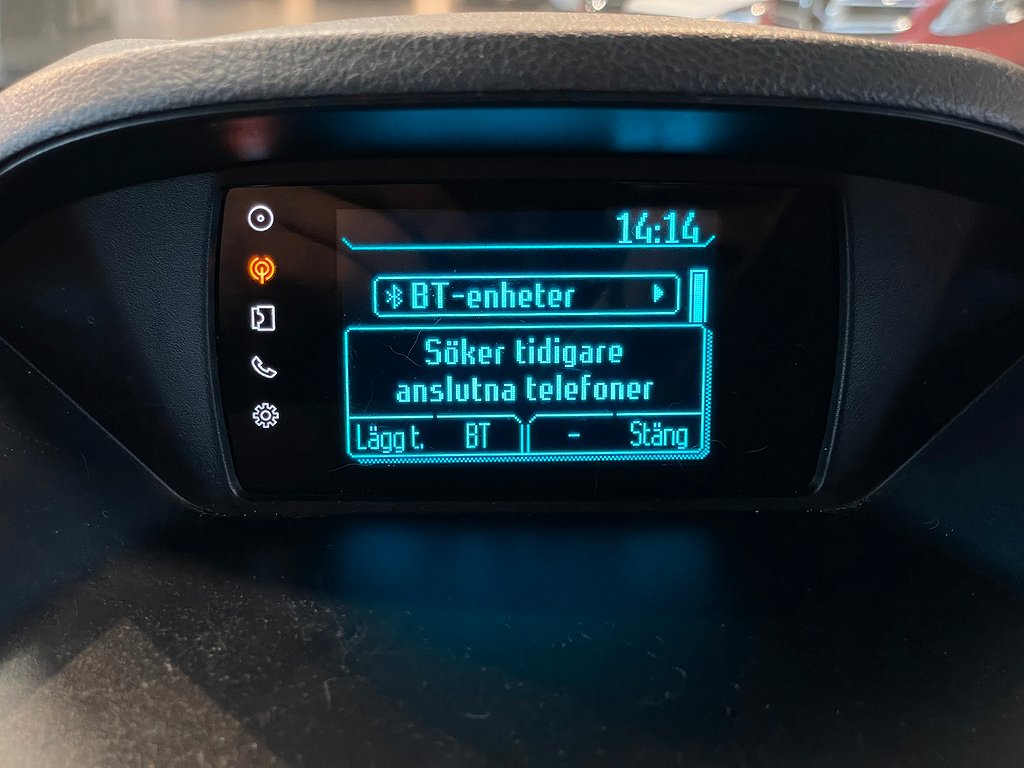 14:14
BT-enheter
Söker tidigare
anslutna telefoner
Lägg t. BT - Stäng